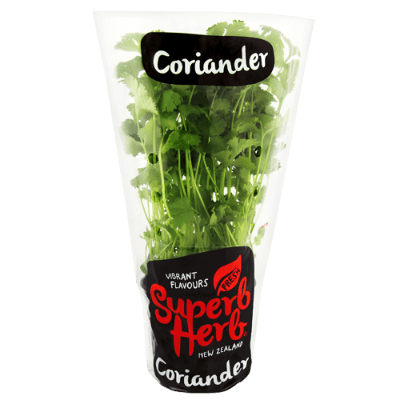 Coriander
VIBRANT
FLAVOURS
FRESH
Superb
Herb
NEW ZEALAND
Coriander